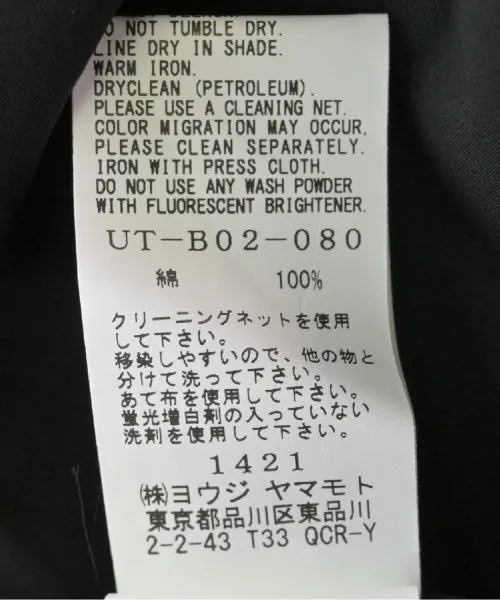 DO NOT TUMBLE DRY.
LINE DRY IN SHADE.
WARM IRON.
DRYCLEAN (PETROLEUM).
PLEASE USE A CLEANING NET.
COLOR MIGRATION MAY OCCUR,
PLEASE CLEAN SEPARATELY.
IRON WITH PRESS CLOTH.
DO NOT USE ANY WASH POWDER
WITH FLUORESCENT BRIGHTENER.
UT-B02-080
綿 100%
クリーニングネットを使用
して下さい。
移染しやすいので、他の物と
分けて洗って下さい。
あて布を使用して下さい。
蛍光増白剤の入っていない
洗剤を使用して下さい。
1421
㈱ヨウジ ヤマモト
東京都品川区東品川
2-2-43 T33 QCR-Y